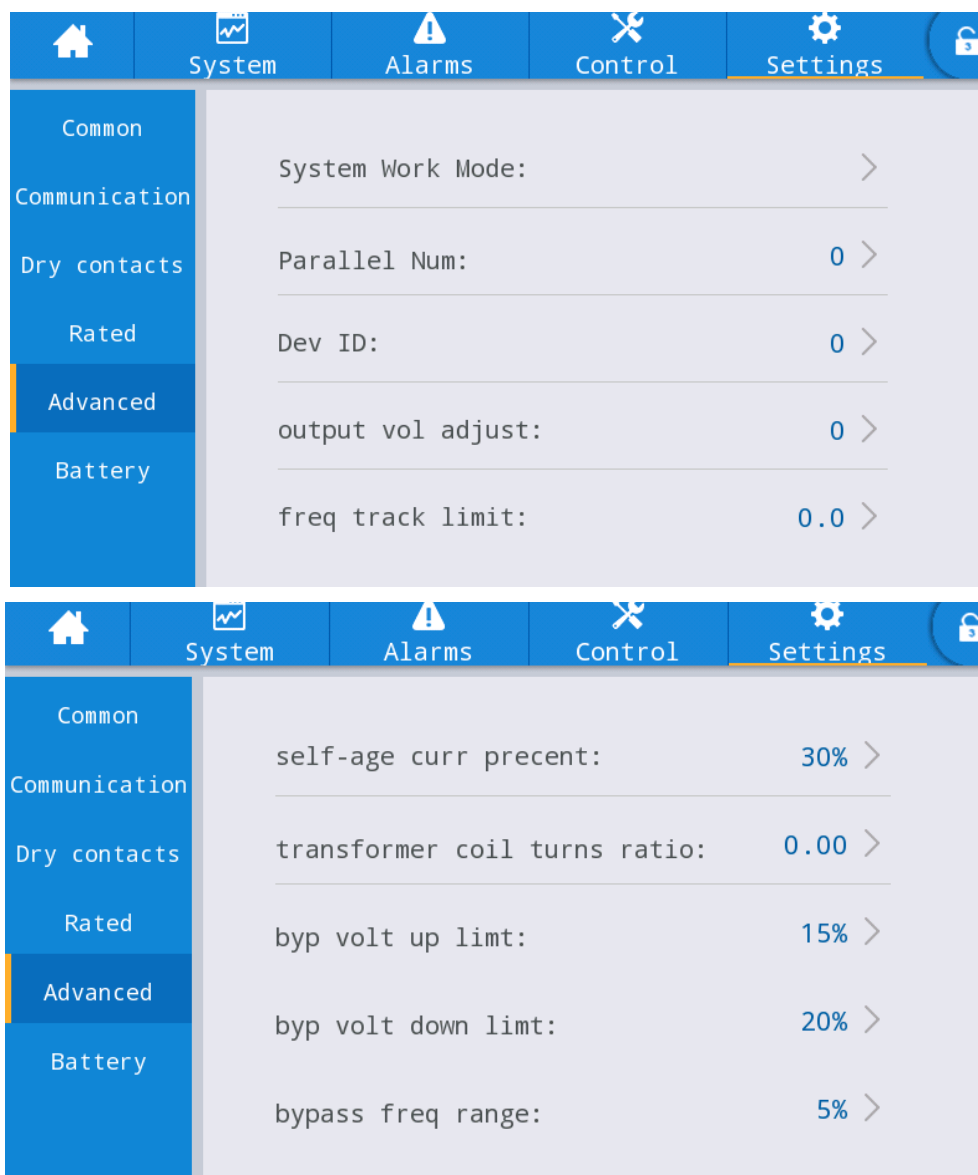 System Alarms Control Settings 3
Common
Communication
Dry contacts
Rated
Advanced
Battery
System Work Mode:
Parallel Num: 0
Dev ID: 0
output vol adjust: 0
freq track limit: 0.0
System Alarms Control Settings 3
Common
Communication
Dry contacts
Rated
Advanced
Battery
self-age curr precent: 30%
transformer coil turns ratio: 0.00
byp volt up limt: 15%
byp volt down limt: 20%
bypass freq range: 5%